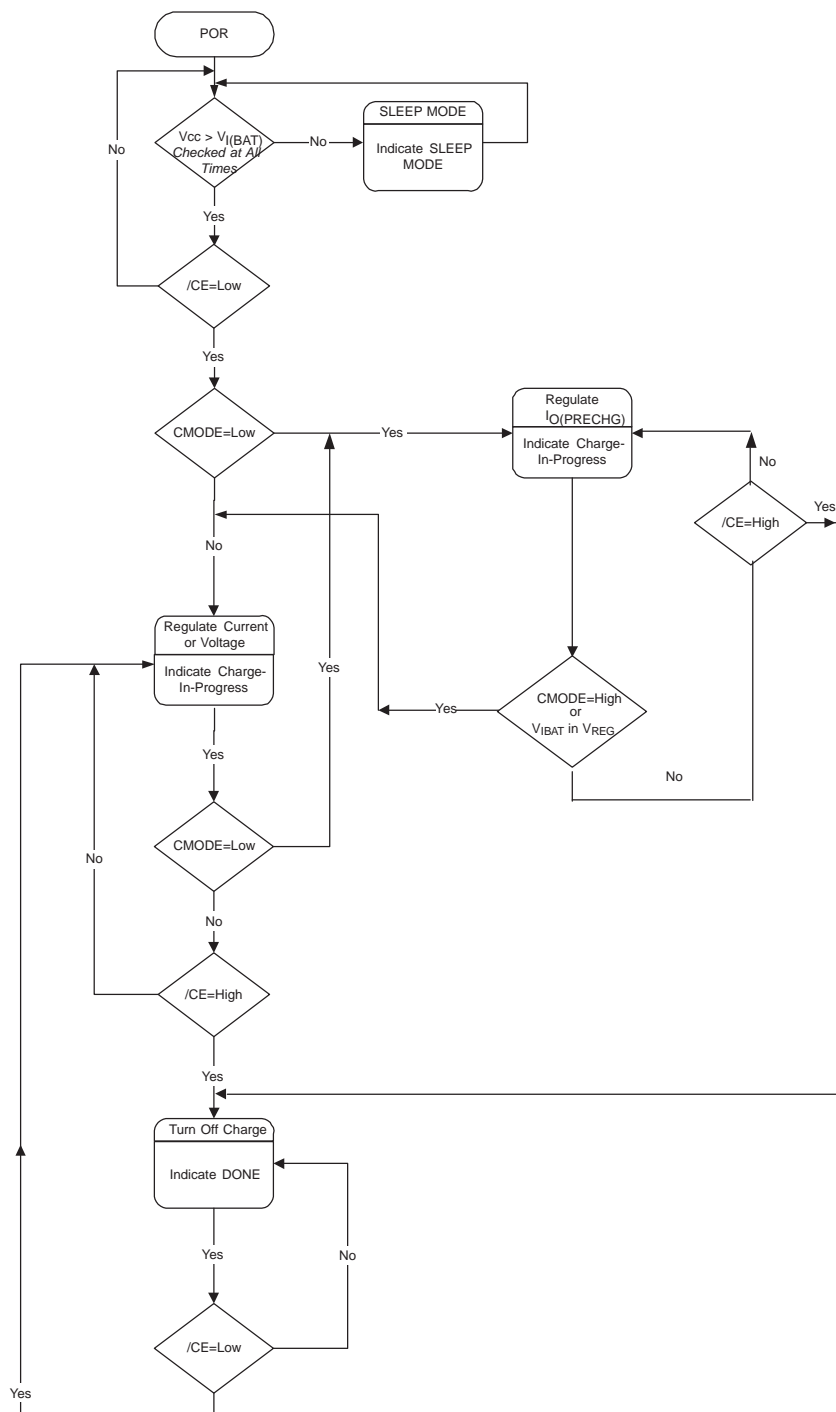 POR
SLEEP MODE
Vcc > VI(BAT)
Checked at All
Times
No
No
Indicate SLEEP
MODE
Yes
/CE=Low
Yes
CMODE=Low
Yes
Regulate
IO(PRECHG)
Indicate Charge-
In-Progress
No
/CE=High
Yes
No
Regulate Current
or Voltage
Indicate Charge-
In-Progress
Yes
CMODE=High
or
VIBAT in VREG
Yes
No
Yes
CMODE=Low
No
No
/CE=High
Yes
Turn Off Charge
Indicate DONE
Yes
No
/CE=Low
Yes